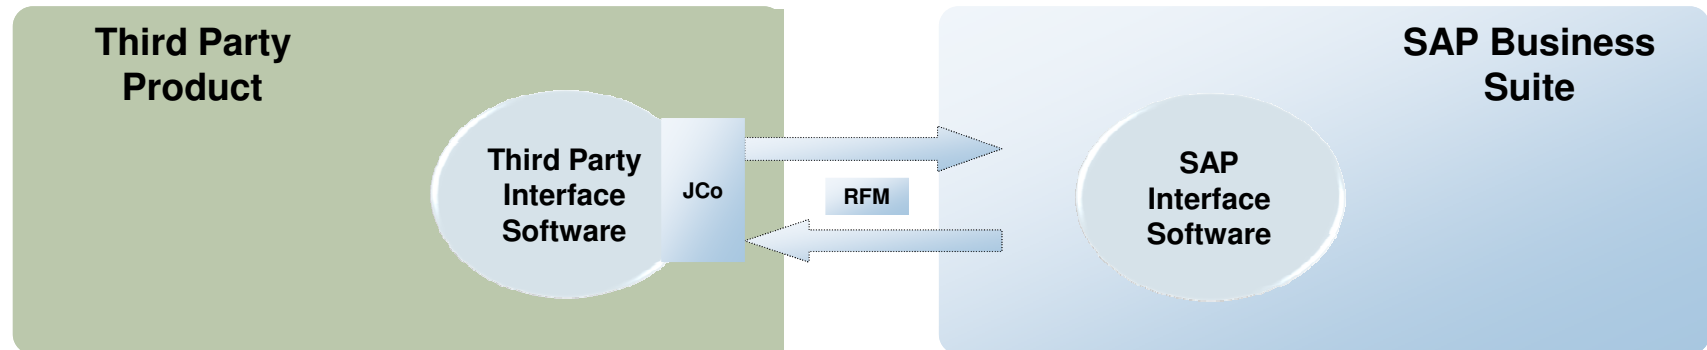 Third Party
Product
SAP Business
Suite
Third Party
Interface
Software
JCo
RFM
SAP
Interface
Software